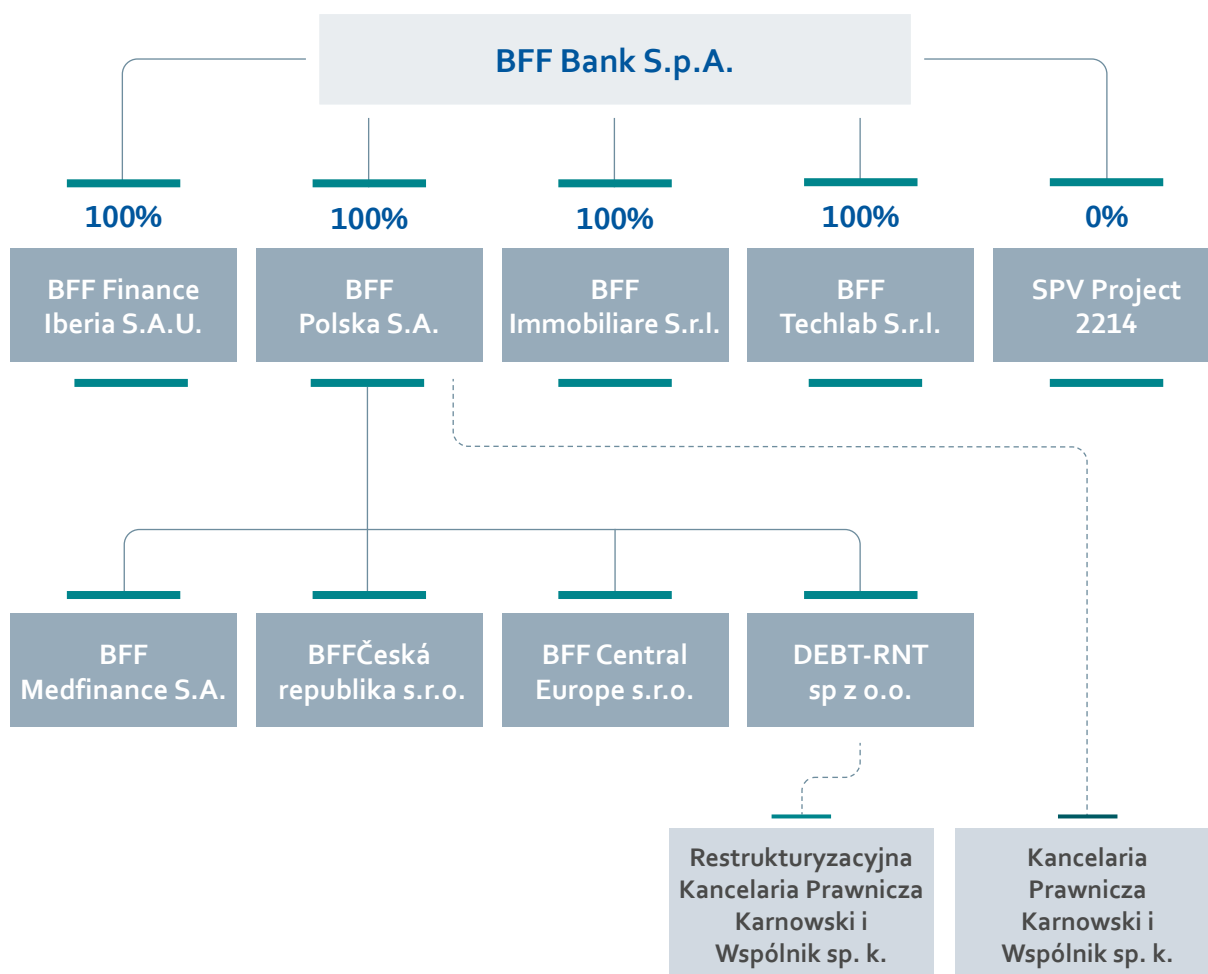 BFF Bank S.p.A.
100%
100%
100%
100%
0%
BFF Finance
Iberia S.A.U.
BFF
Polska S.A.
BFF
Immobiliare S.r.l.
BFF
Techlab S.r.l.
SPV Project
2214
BFF
Medfinance S.A.
BFFČeská
republika s.r.o.
BFF Central
Europe s.r.o.
DEBT-RNT
sp z o.o.
Restrukturyzacyjna
Kancelaria Prawnicza
Karnowski i
Wspólnik sp. k.
Kancelaria
Prawnicza
Karnowski i
Wspólnik sp. k.